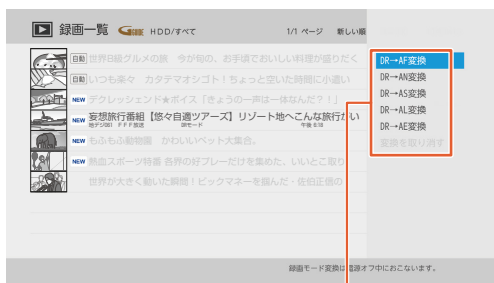 録画一覧 G-GUIDE HDD/すべて 1/1 ページ 新しい順
自動 世界B級グルメの旅 今が旬の、お手頃でおいしい料理が盛りだく
自動 いつも楽々 カタテマオシゴト！ちょっと空いた時間に小遣い
NEW デクレッシェンド★ボイス「きょうの一声は一体なんだ？！」
NEW 妄想旅行番組【悠々自適ツアーズ】リゾート地へこんな旅行がい
地デジ061 FFF放送 DRモード 午後 8:18
NEW もふもふ動物園 かわいいペット大集合。
NEW 熱血スポーツ特番 各界の好プレーだけを集めた、いいとこ取り
世界が大きく動いた瞬間！ビックマネーを掴んだ・佐伯正信の
DR→AF変換
DR→AN変換
DR→AS変換
DR→AL変換
DR→AE変換
変換を取り消す
録画モード変換は電源オフ中におこないます。